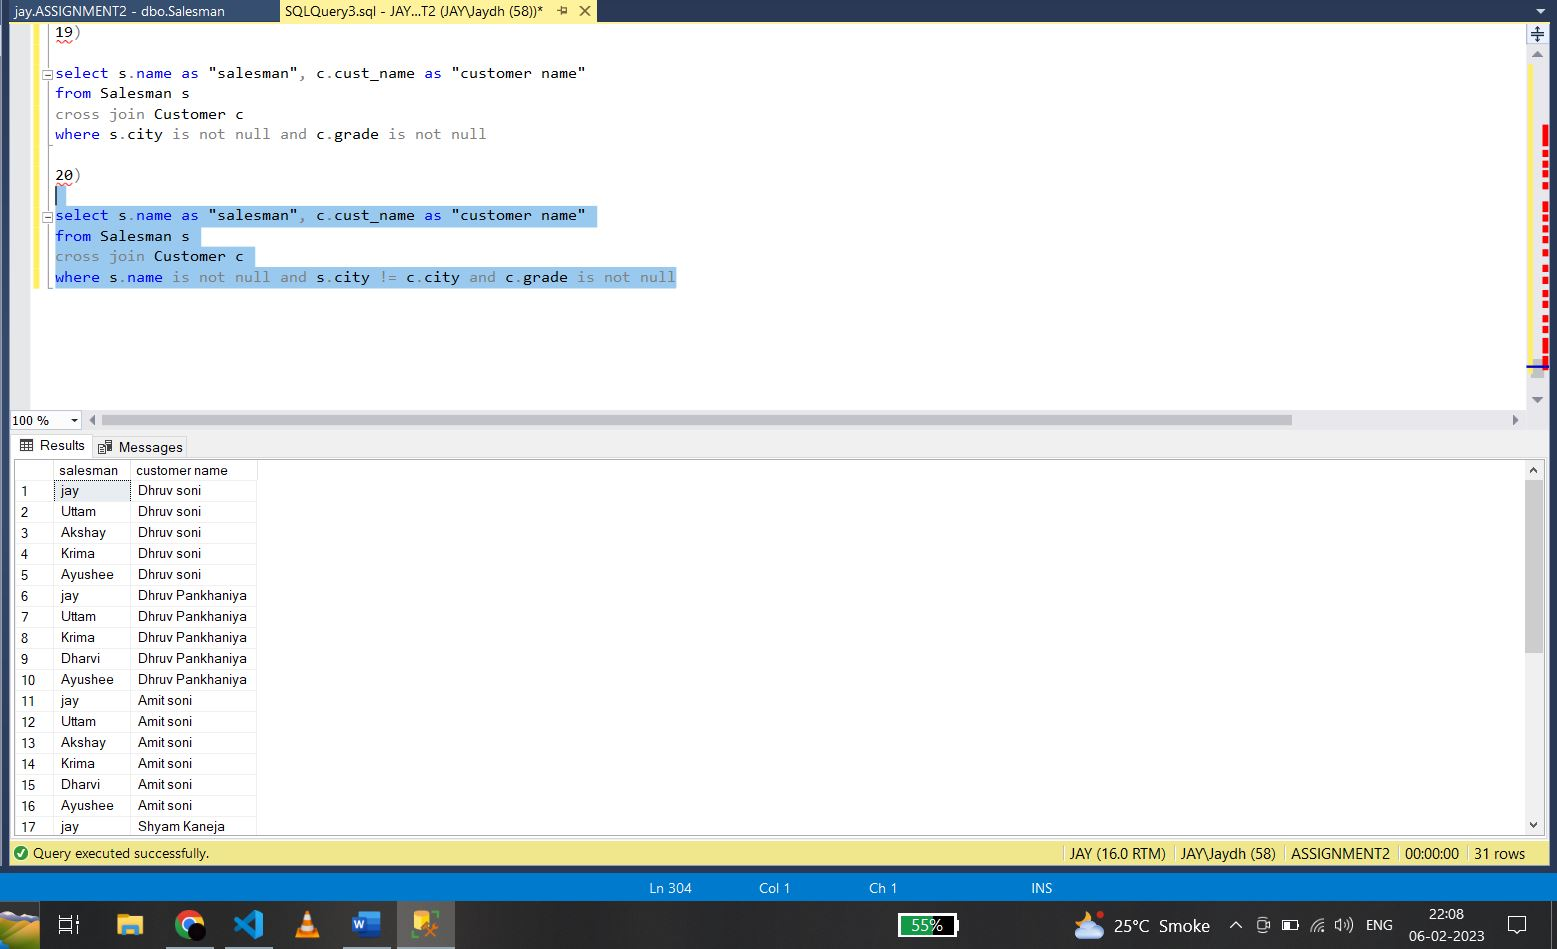 jay.ASSIGNMENT2 - dbo.Salesman
SQLQuery3.sql - JAY...T2 (JAY\Jaydh (58))*
19)
select s.name as "salesman", c.cust_name as "customer name"
from Salesman s
cross join Customer c
where s.city is not null and c.grade is not null
20)
select s.name as "salesman", c.cust_name as "customer name"
from Salesman s
cross join Customer c
where s.name is not null and s.city != c.city and c.grade is not null
100 %
Results Messages
salesman customer name
1 jay Dhruv soni
2 Uttam Dhruv soni
3 Akshay Dhruv soni
4 Krima Dhruv soni
5 Ayushee Dhruv soni
6 jay Dhruv Pankhaniya
7 Uttam Dhruv Pankhaniya
8 Krima Dhruv Pankhaniya
9 Dharvi Dhruv Pankhaniya
10 Ayushee Dhruv Pankhaniya
11 jay Amit soni
12 Uttam Amit soni
13 Akshay Amit soni
14 Krima Amit soni
15 Dharvi Amit soni
16 Ayushee Amit soni
17 jay Shyam Kaneja
Query executed successfully.
JAY (16.0 RTM) JAY\Jaydh (58) ASSIGNMENT2 00:00:00 31 rows
Ln 304 Col 1 Ch 1 INS
55% 25°C Smoke ENG
22:08
06-02-2023